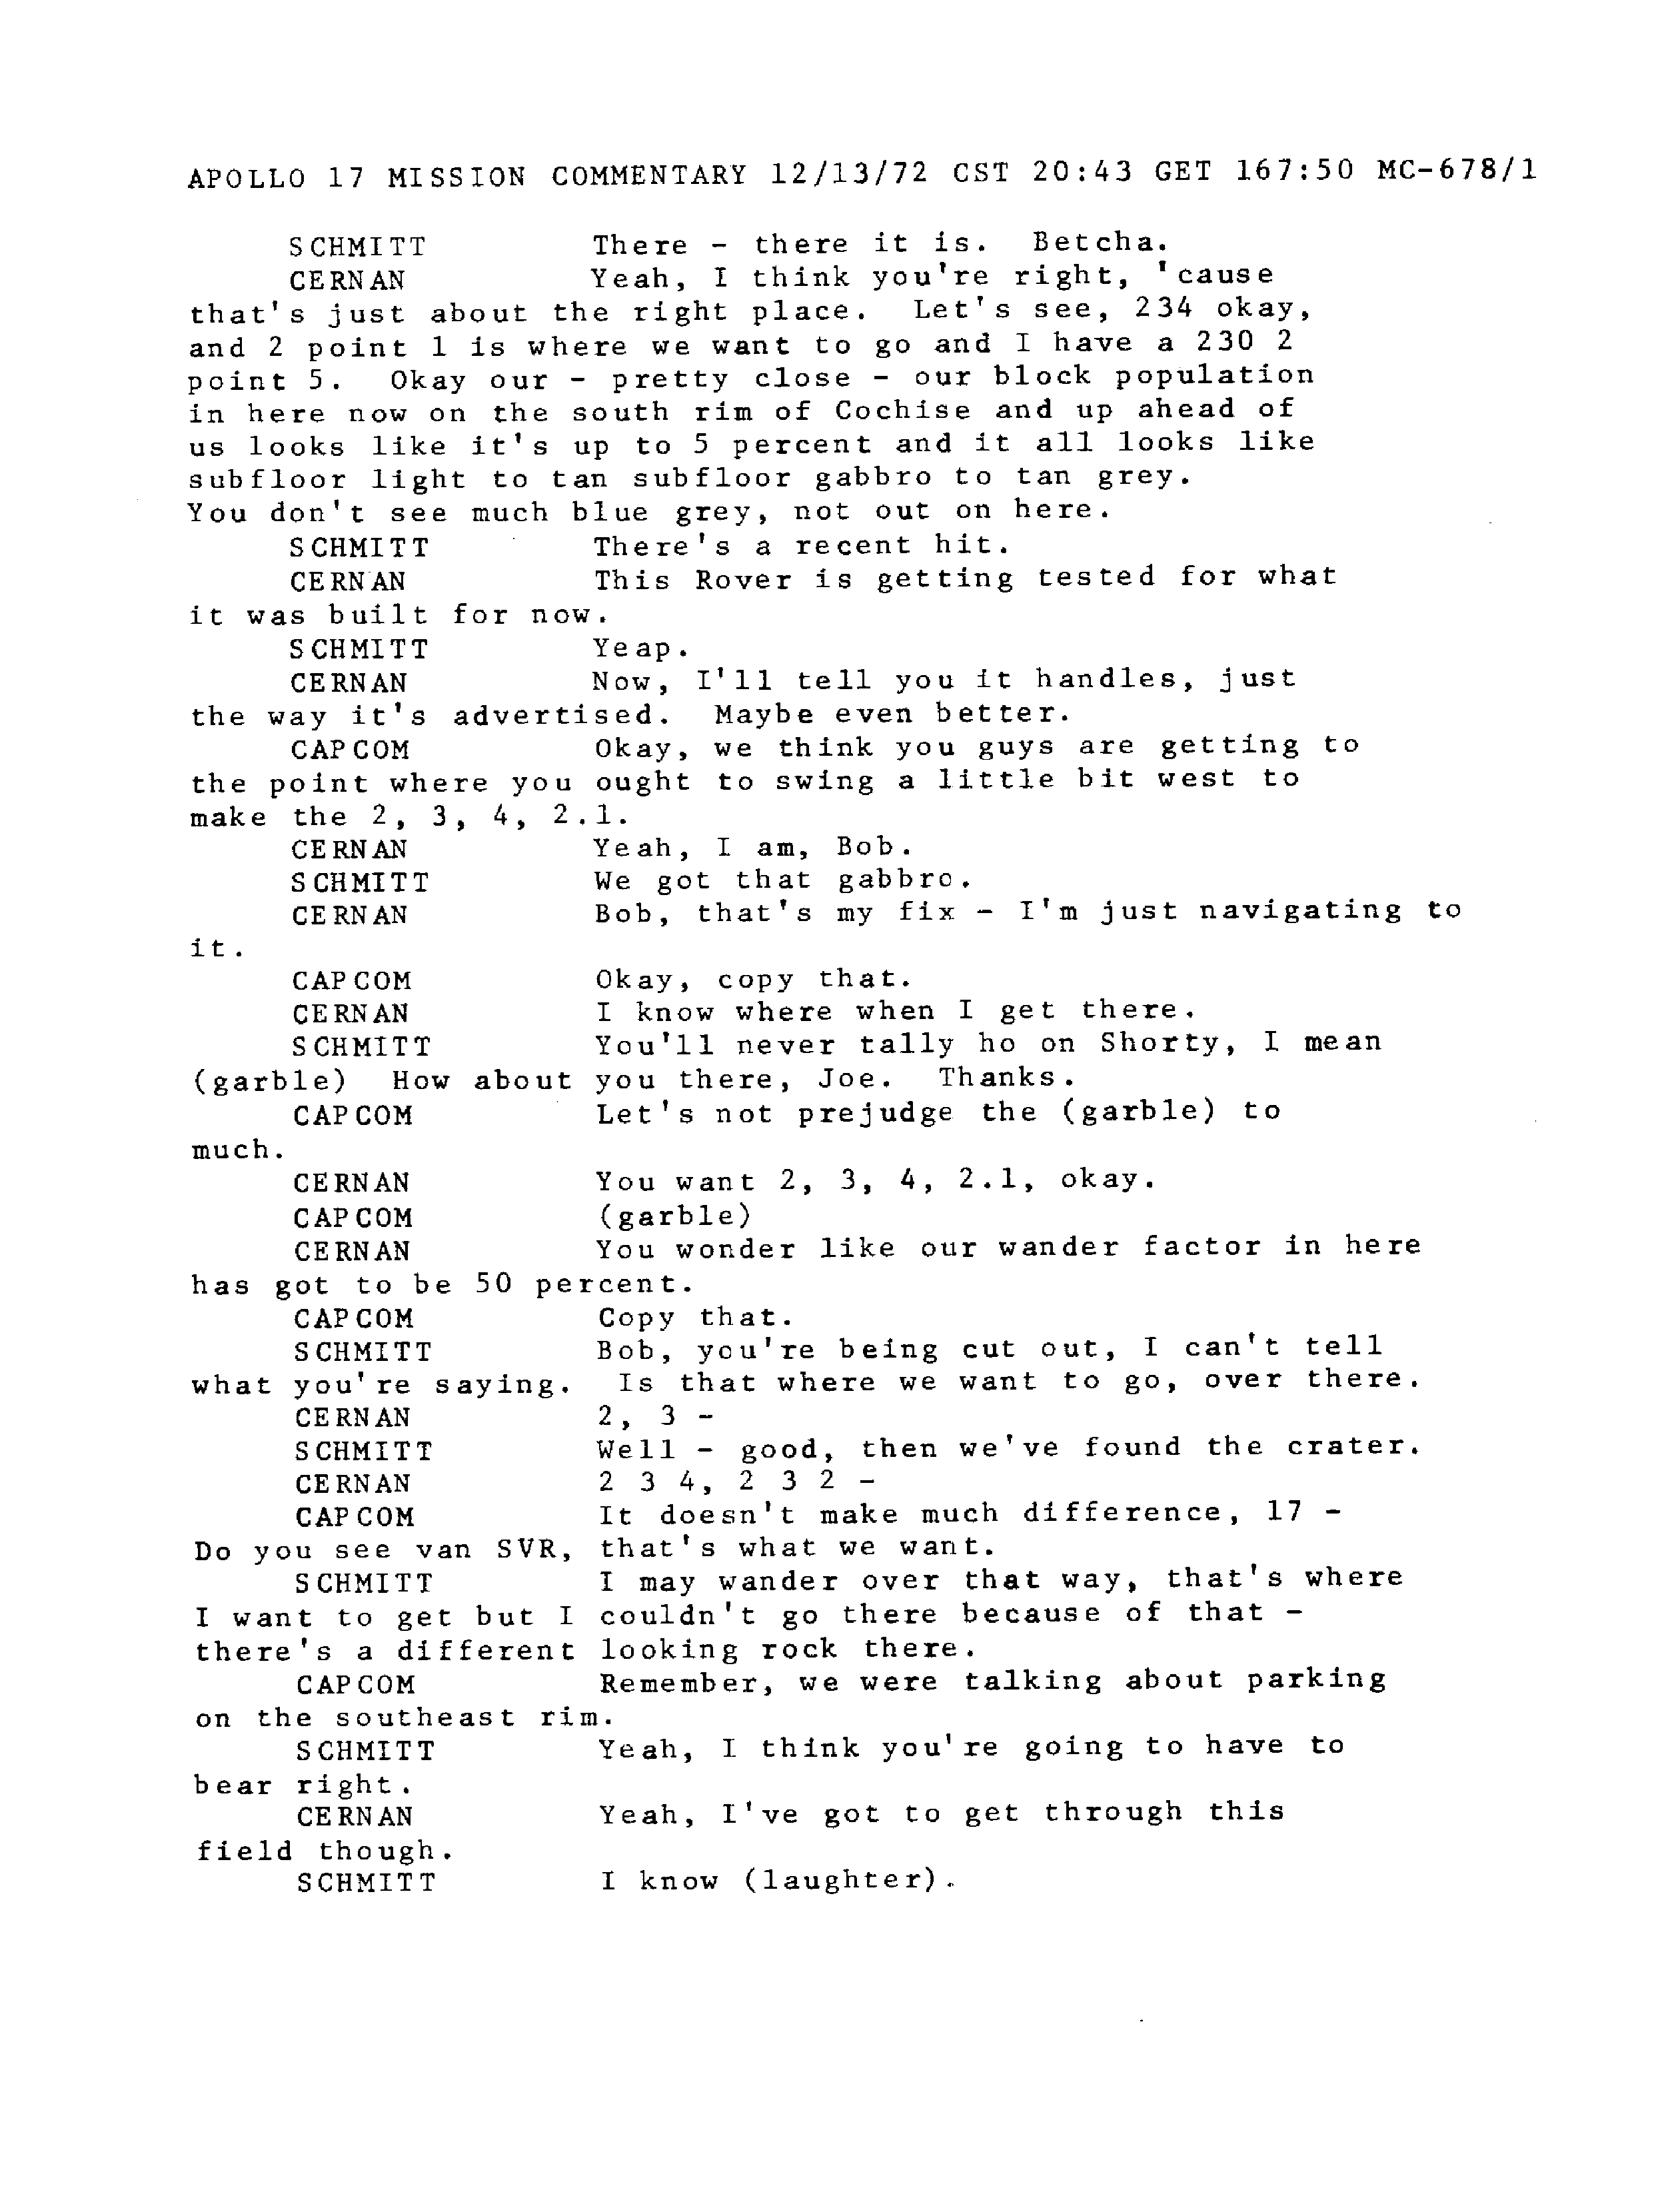 APOLLO 17 MISSION COMMENTARY 12/13/72 CST 20:43 GET 167:50 MC-678/1
SCHMITT There - there it is. Betcha.
CERNAN Yeah, I think you're right, 'cause
that's just about the right place. Let's see, 234 okay,
and 2 point 1 is where we want to go and I have a 230 2
point 5. Okay our - pretty close - our block population
in here now on the south rim of Cochise and up ahead of
us looks like it's up to 5 percent and it all looks like
subfloor light to tan subfloor gabbro to tan grey.
You don't see much blue grey, not out on here.
SCHMITT There's a recent hit.
CERNAN This Rover is getting tested for what
it was built for now.
SCHMITT Yeap.
CERNAN Now, I'll tell you it handles, just
the way it's advertised. Maybe even better.
CAPCOM Okay, we think you guys are getting to
the point where you ought to swing a little bit west to
make the 2, 3, 4, 2.1.
CERNAN Yeah, I am, Bob.
SCHMITT We got that gabbro.
CERNAN Bob, that's my fix - I'm just navigating to
it.
CAPCOM Okay, copy that.
CERNAN I know where when I get there.
SCHMITT You'll never tally ho on Shorty, I mean
(garble) How about you there, Joe. Thanks.
CAPCOM Let's not prejudge the (garble) to
much.
CERNAN You want 2, 3, 4, 2.1, okay.
CAPCOM (garble)
CERNAN You wonder like our wander factor in here
has got to be 50 percent.
CAPCOM Copy that.
SCHMITT Bob, you're being cut out, I can't tell
what you're saying. Is that where we want to go, over there.
CERNAN 2, 3 -
SCHMITT Well - good, then we've found the crater.
CERNAN 2 3 4, 2 3 2 -
CAPCOM It doesn't make much difference, 17 -
Do you see van SVR, that's what we want.
SCHMITT I may wander over that way, that's where
I want to get but I couldn't go there because of that -
there's a different looking rock there.
CAPCOM Remember, we were talking about parking
on the southeast rim.
SCHMITT Yeah, I think you're going to have to
bear right.
CERNAN Yeah, I've got to get through this
field though.
SCHMITT I know (laughter).